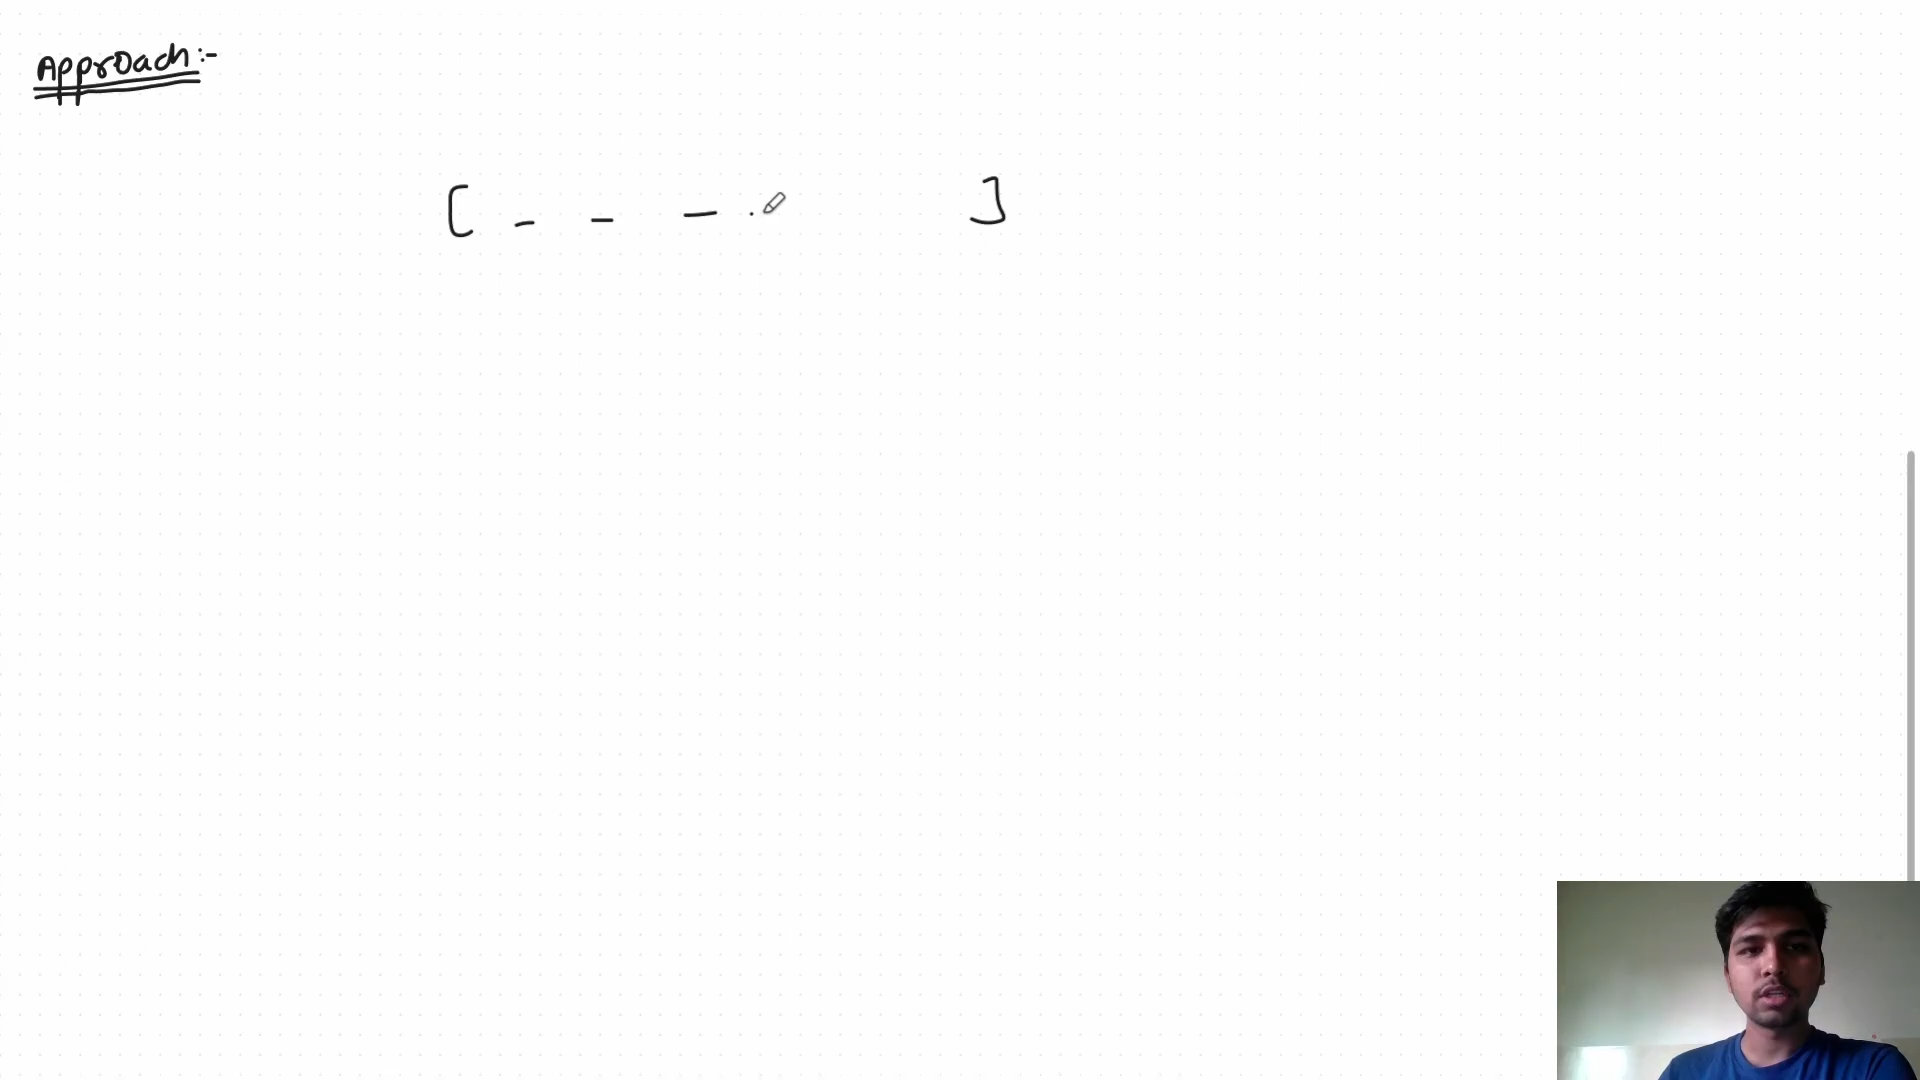 Approach:-
[ - - - . ]